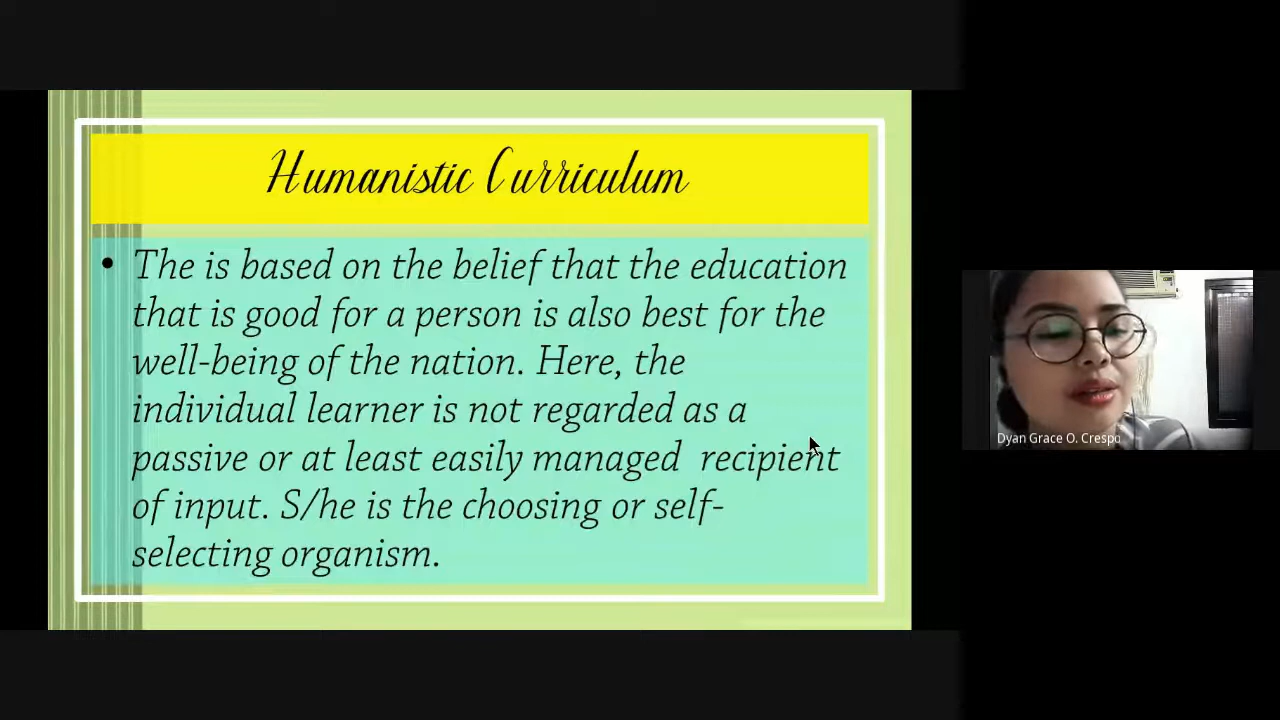 Humanistic Curriculum
• The is based on the belief that the education
that is good for a person is also best for the
well-being of the nation. Here, the
individual learner is not regarded as a
passive or at least easily managed  recipient
of input. S/he is the choosing or self-
selecting organism.
Dyan Grace O. Crespo